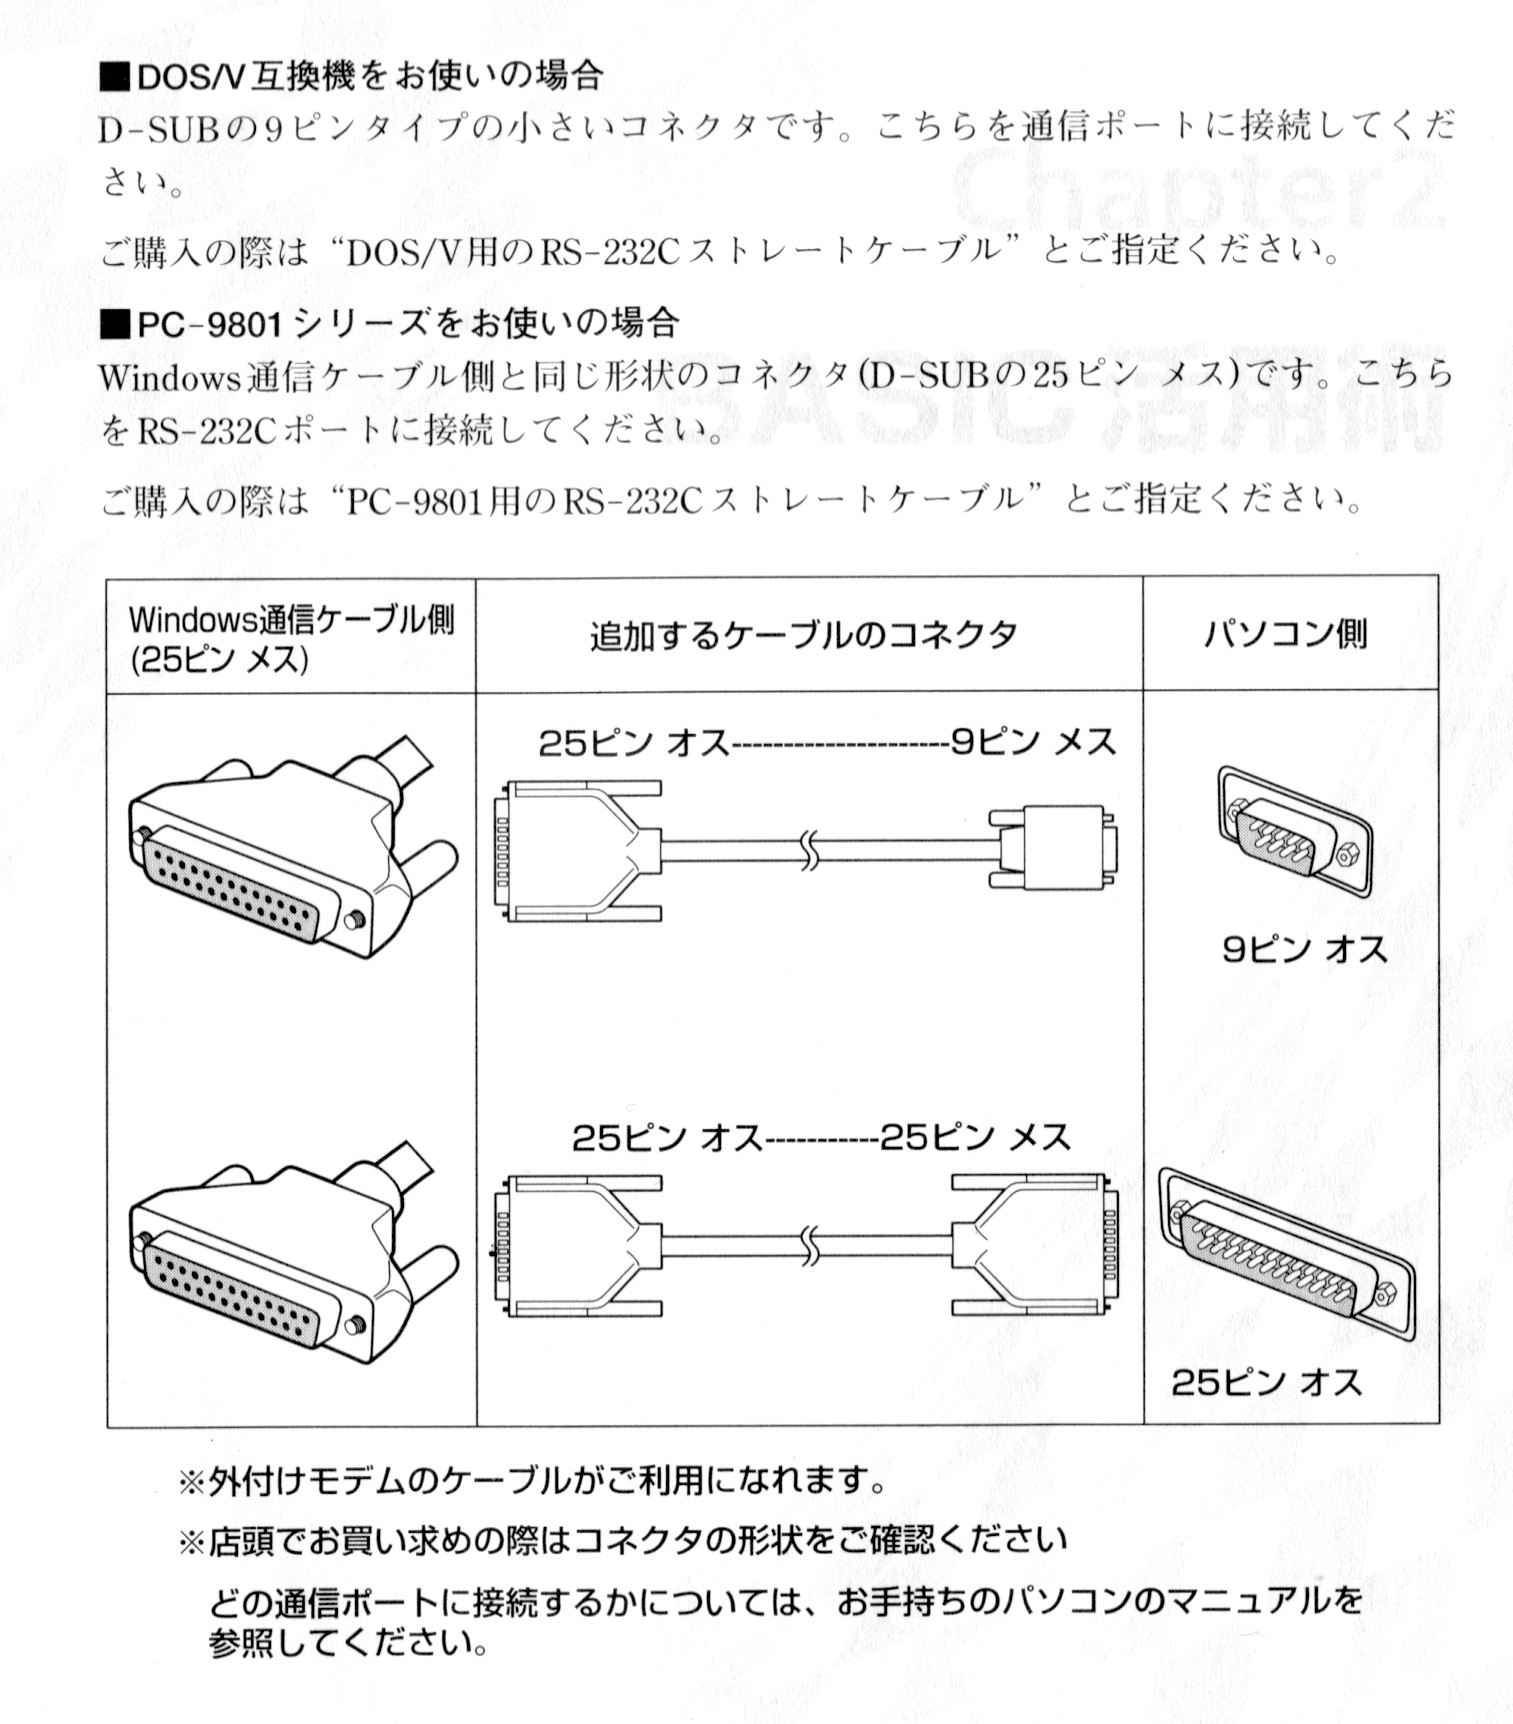 ■DOS/V互換機をお使いの場合
D-SUBの9ピンタイプの小さいコネクタです。こちらを通信ポートに接続してくだ
さい。
ご購入の際は“DOS/V用のRS-232Cストレートケーブル”とご指定ください。
■PC-9801シリーズをお使いの場合
Windows通信ケーブル側と同じ形状のコネクタ(D-SUBの25ピン メス)です。こちら
をRS-232Cポートに接続してください。
ご購入の際は“PC-9801用のRS-232Cストレートケーブル”とご指定ください。
Windows通信ケーブル側
(25ピン メス)
追加するケーブルのコネクタ
パソコン側
25ピン オス---------------------9ピン メス
9ピン オス
25ピン オス-----------25ピン メス
25ピン オス
※外付けモデムのケーブルがご利用になれます。
※店頭でお買い求めの際はコネクタの形状をご確認ください
どの通信ポートに接続するかについては、お手持ちのパソコンのマニュアルを
参照してください。
Chapter2
BASIC活用術